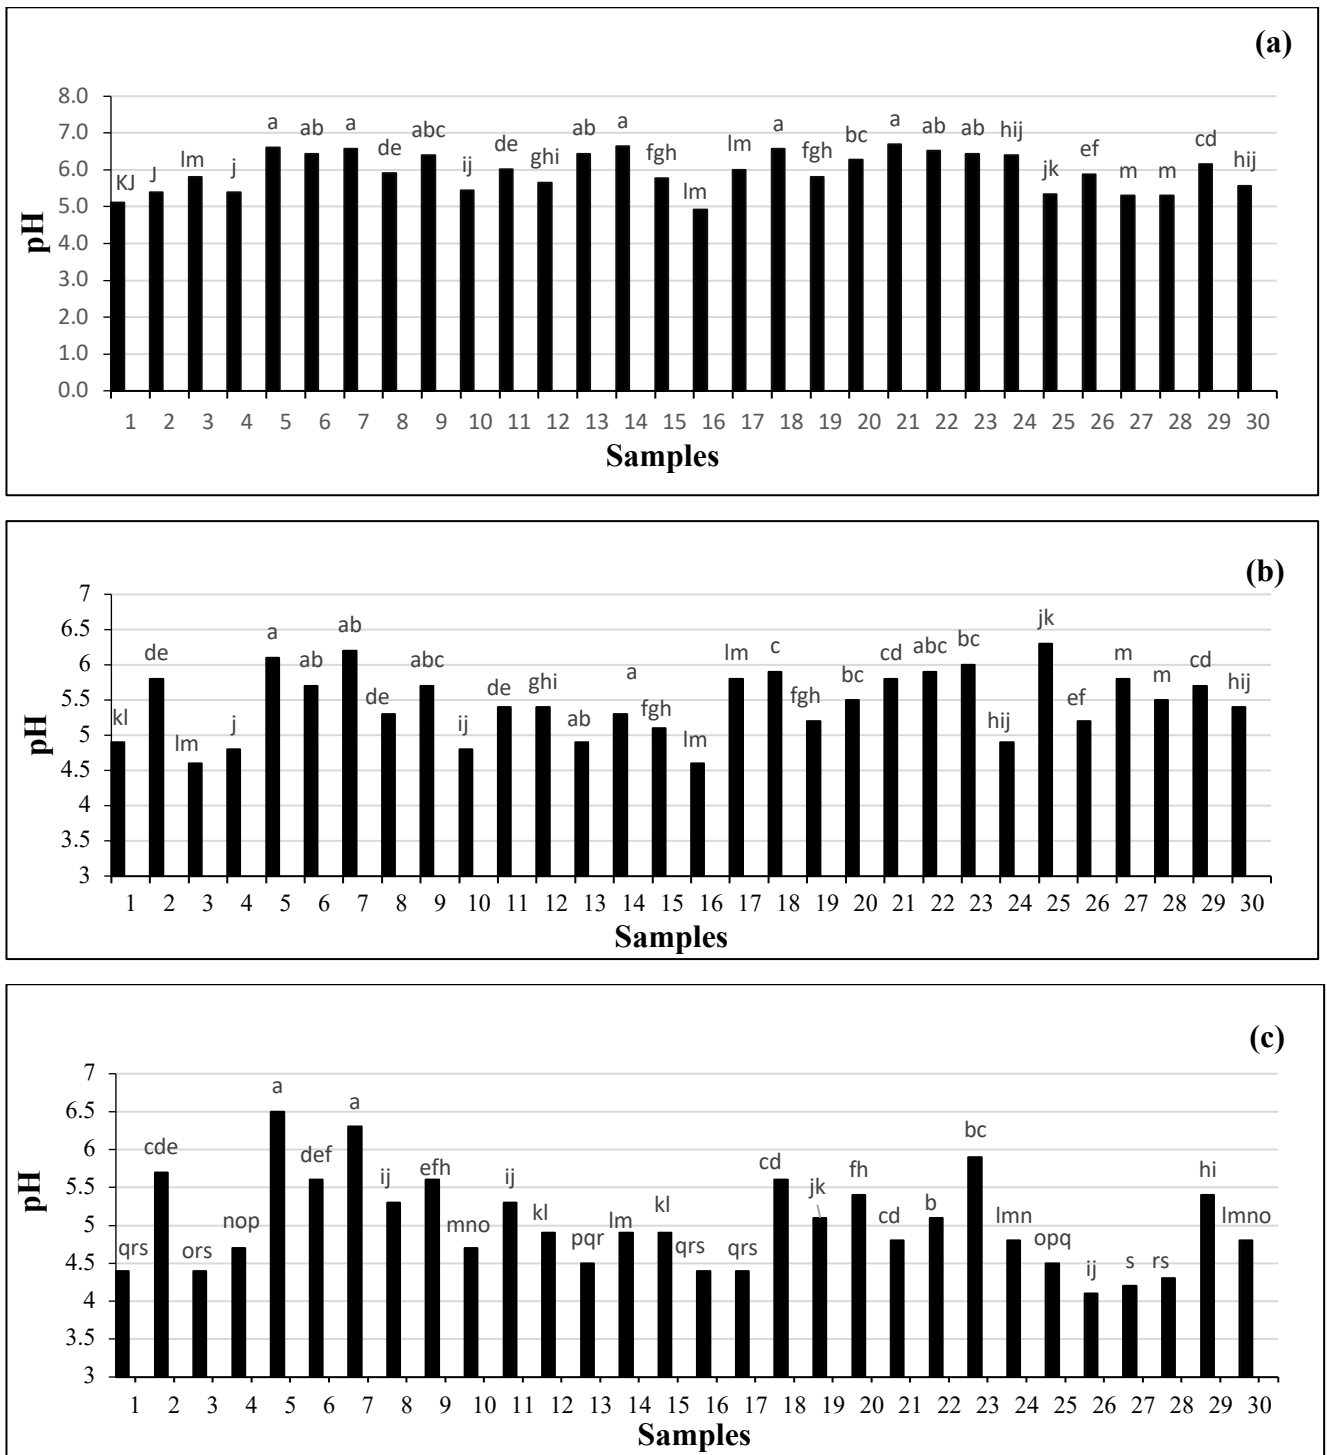 (a)
8.0
7.0
6.0
5.0
4.0
3.0
2.0
1.0
0.0
pH
KJ J lm j a ab a de abc ij de ghi ab a fgh lm lm a fgh bc a ab ab hij jk ef m m cd hij
1 2 3 4 5 6 7 8 9 10 11 12 13 14 15 16 17 18 19 20 21 22 23 24 25 26 27 28 29 30
Samples
(b)
7
6.5
6
5.5
5
4.5
4
3.5
3
pH
kl de lm j a ab ab de abc ij de ghi ab a fgh lm lm c fgh bc cd abc bc hij jk ef m m cd hij
1 2 3 4 5 6 7 8 9 10 11 12 13 14 15 16 17 18 19 20 21 22 23 24 25 26 27 28 29 30
Samples
(c)
7
6.5
6
5.5
5
4.5
4
3.5
3
pH
qrs cde ors nop a def a ij efh mno ij kl pqr lm kl qrs qrs cd jk fh cd b bc lmn opq ij s rs hi lmno
1 2 3 4 5 6 7 8 9 10 11 12 13 14 15 16 17 18 19 20 21 22 23 24 25 26 27 28 29 30
Samples